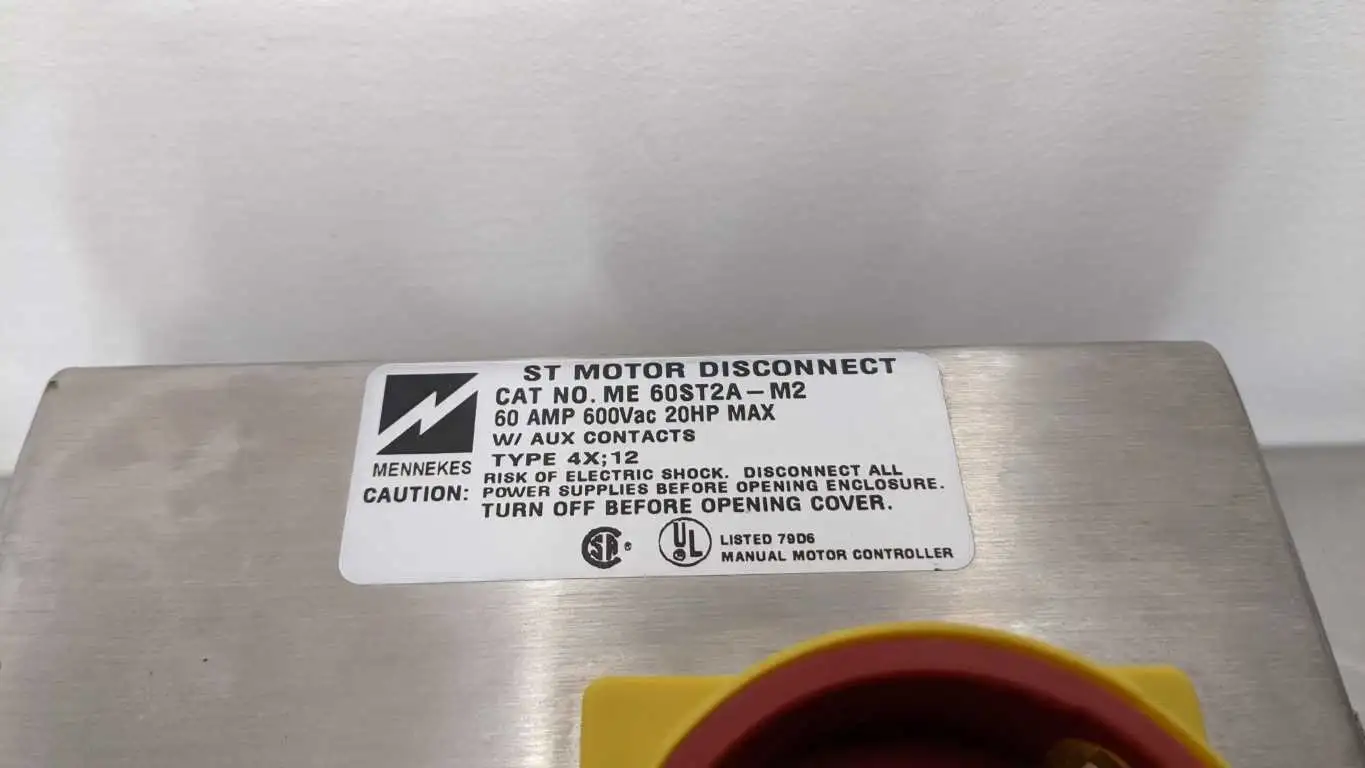 ST MOTOR DISCONNECT
CAT NO. ME 60ST2A-M2
60 AMP 600Vac 20HP MAX
W/ AUX CONTACTS
TYPE 4X;12
MENNEKES
CAUTION: RISK OF ELECTRIC SHOCK. DISCONNECT ALL
POWER SUPPLIES BEFORE OPENING ENCLOSURE.
TURN OFF BEFORE OPENING COVER.
SA ®
UL ®
LISTED 79D6
MANUAL MOTOR CONTROLLER